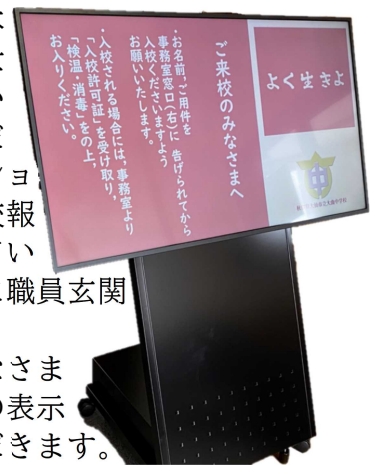 よく生きよ
中
ご来校のみなさまへ
・お名前・ご用件を
事務室窓口(右)に 告げられてから
入校くださいますよう
お願いいたします。
・入校される場合には，事務室より
「入校許可証」を受け取り，
「検温・消毒」をの上，
お入りください。
ショ
報
い
職員玄関
さま
表示
きます。